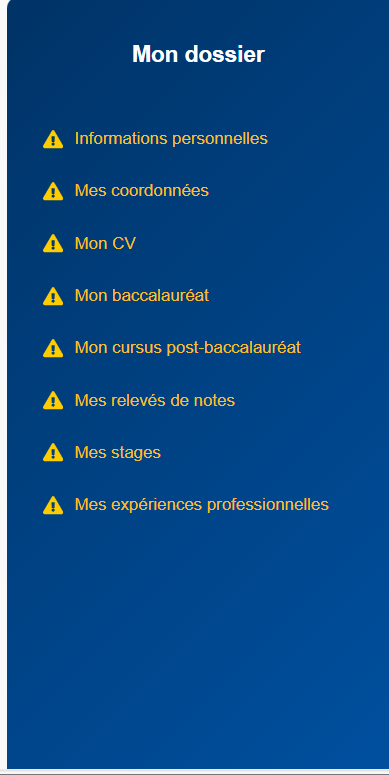 Mon dossier
Informations personnelles
Mes coordonnées
Mon CV
Mon baccalauréat
Mon cursus post-baccalauréat
Mes relevés de notes
Mes stages
Mes expériences professionnelles